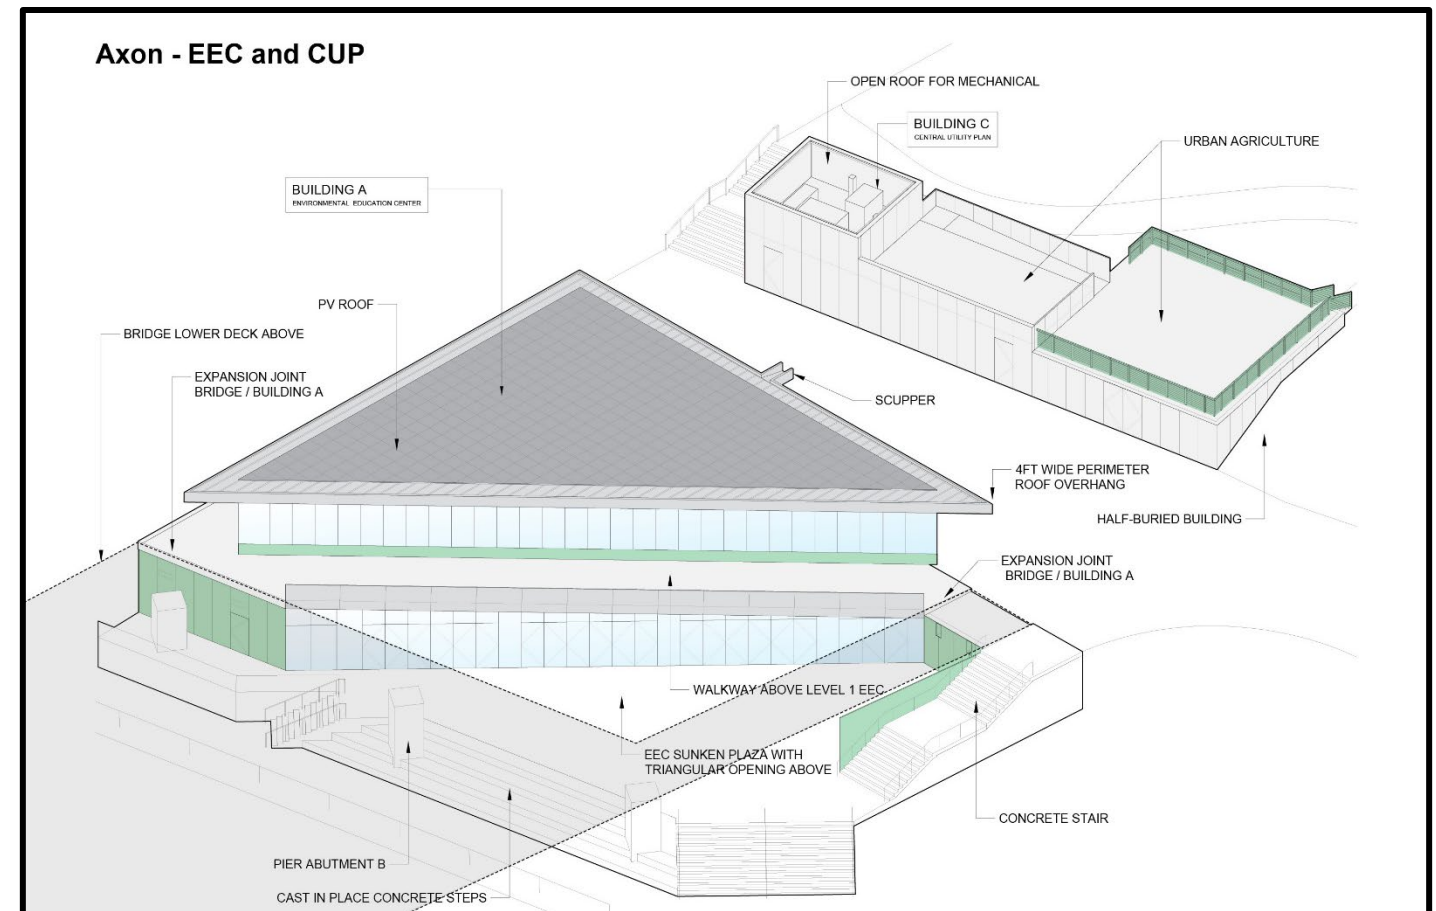 Axon - EEC and CUP
OPEN ROOF FOR MECHANICAL
BUILDING C
CENTRAL UTILITY PLAN
URBAN AGRICULTURE
BUILDING A
ENVIRONMENTAL EDUCATION CENTER
PV ROOF
BRIDGE LOWER DECK ABOVE
EXPANSION JOINT
BRIDGE / BUILDING A
SCUPPER
4FT WIDE PERIMETER
ROOF OVERHANG
HALF-BURIED BUILDING
EXPANSION JOINT
BRIDGE / BUILDING A
WALKWAY ABOVE LEVEL 1 EEC
EEC SUNKEN PLAZA WITH
TRIANGULAR OPENING ABOVE
CONCRETE STAIR
PIER ABUTMENT B
CAST IN PLACE CONCRETE STEPS